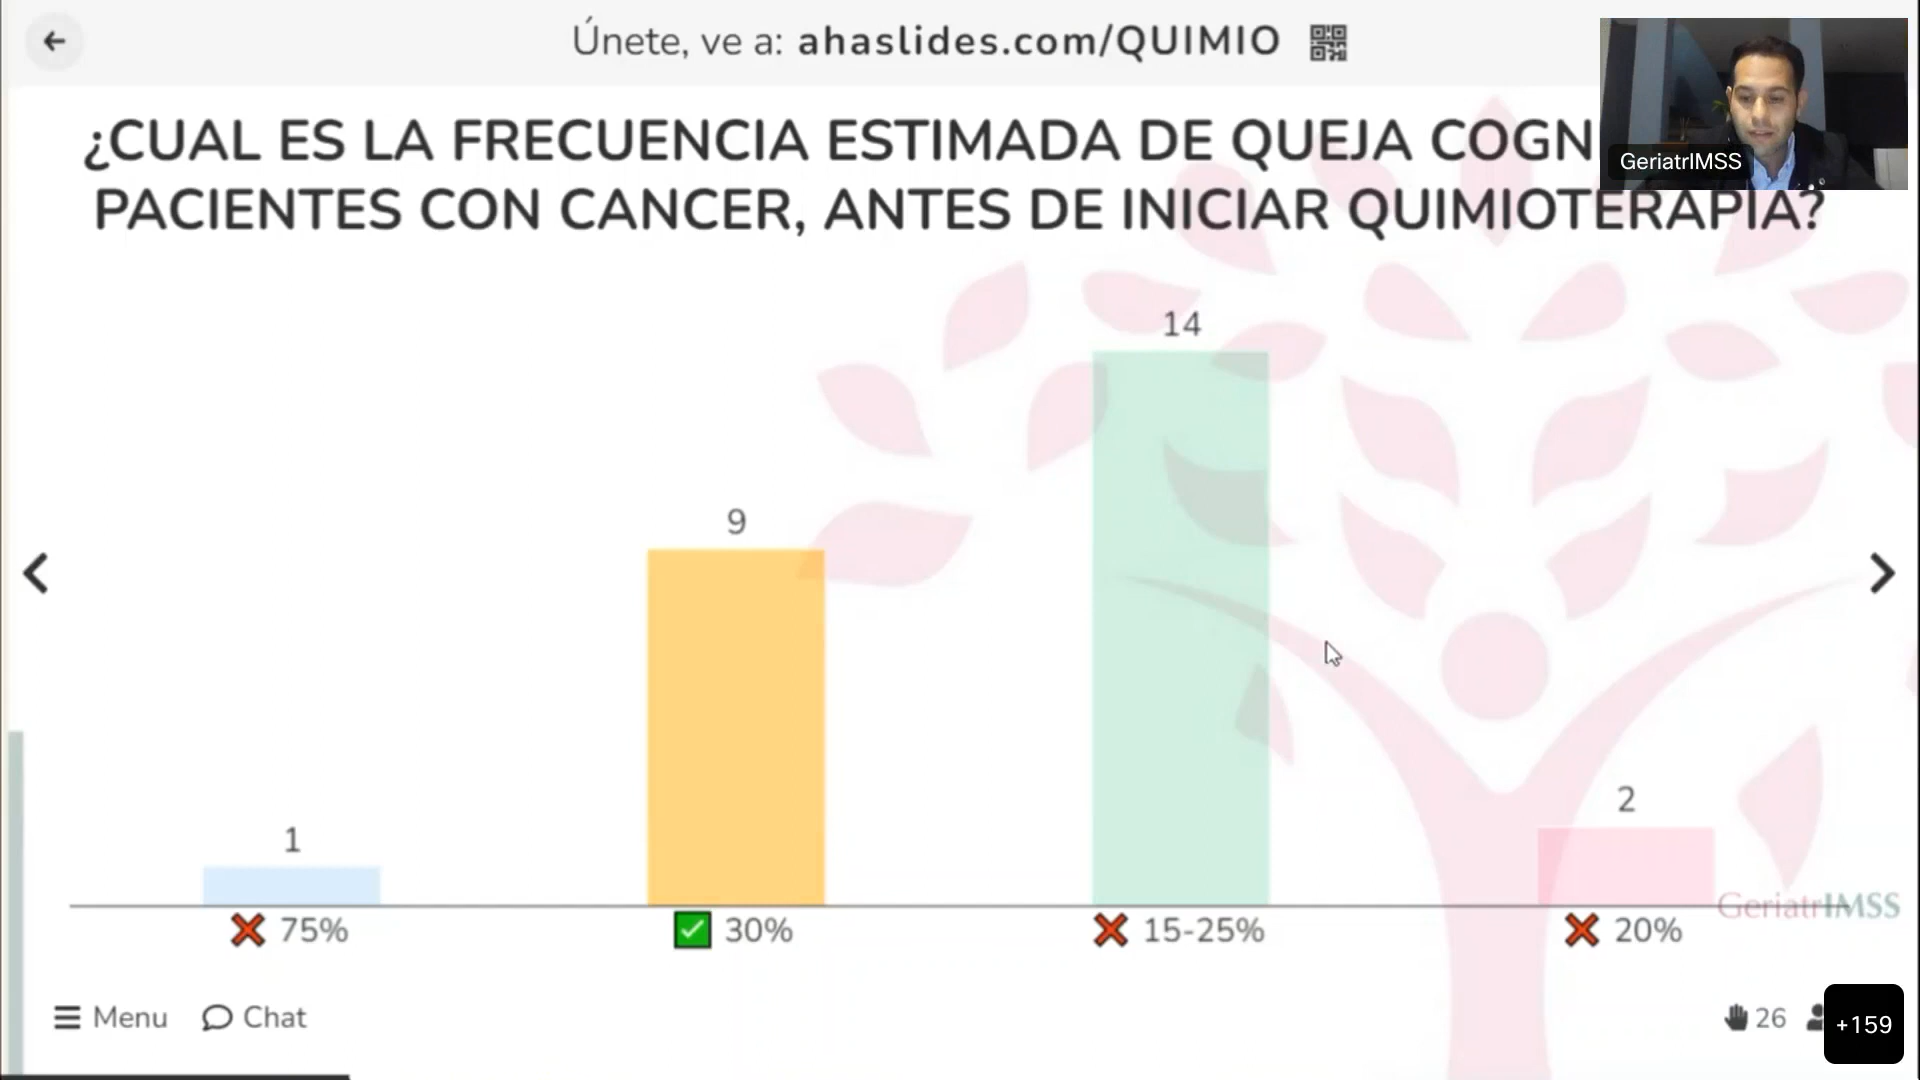 Únete, ve a: ahaslides.com/QUIMIO
¿CUAL ES LA FRECUENCIA ESTIMADA DE QUEJA COGN
PACIENTES CON CANCER, ANTES DE INICIAR QUIMIOTERAPIA?
GeriatrIMSS
14
9
2
1
❌ 75%
✅ 30%
❌ 15-25%
❌ 20%
GeriatrIMSS
Menu
Chat
26
+159